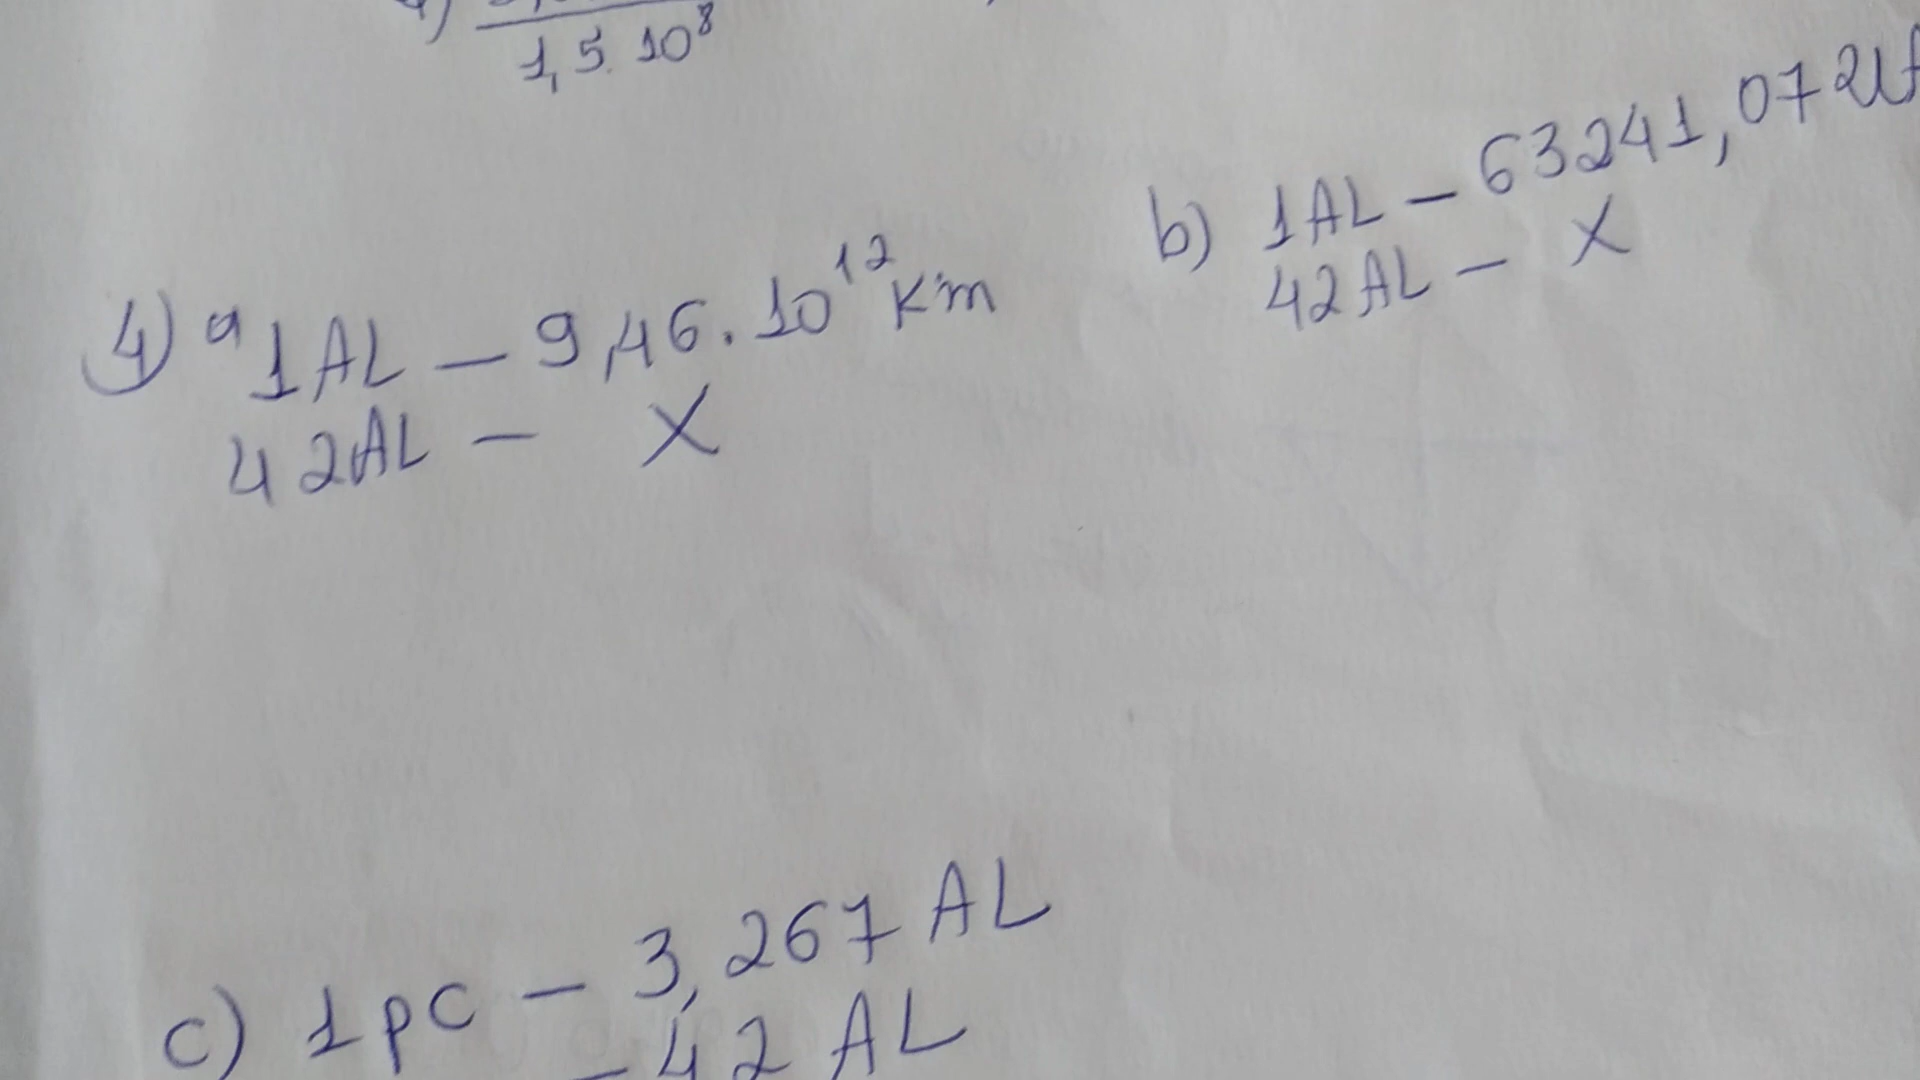 1,5.10⁸
4) a 1AL - 9,46.10¹² Km
42AL - X
b) 1AL - 63241,07 U
42AL - X
c) 1pc - 3,267 AL
- 42 AL